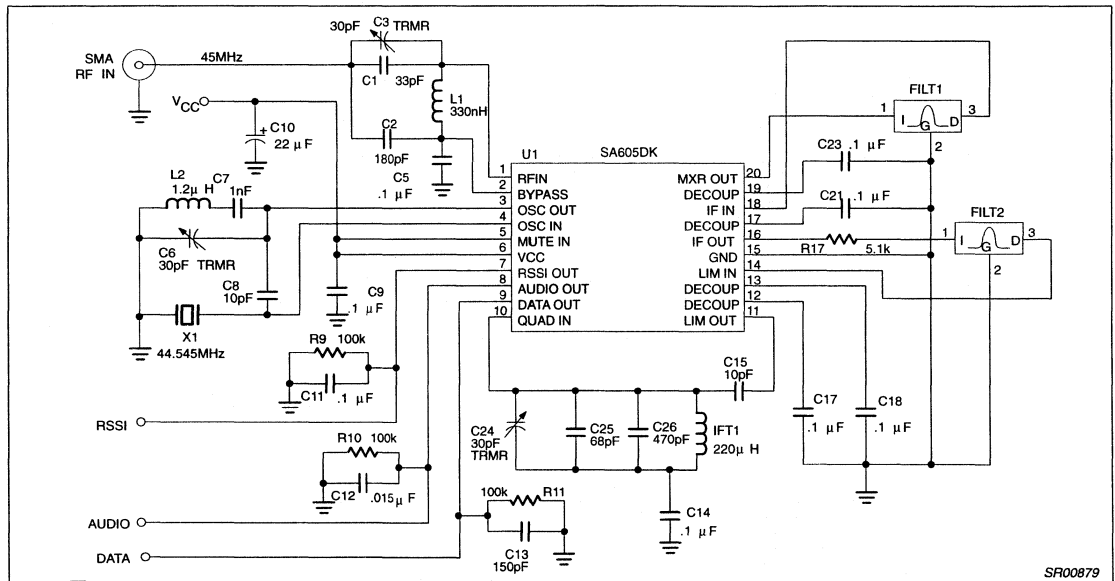 C3
30pF TRMR
SMA
RF IN
45MHz
C1 33pF
L1
330nH
VCC
C10
+
22 μF
C2
180pF
C5
.1 μF
L2
1.2μ H
C7
1nF
C6
30pF TRMR
C8
10pF
X1
44.545MHz
C9
.1 μF
U1 SA605DK
1 RFIN
2 BYPASS
3 OSC OUT
4 OSC IN
5 MUTE IN
6 VCC
7 RSSI OUT
8 AUDIO OUT
9 DATA OUT
10 QUAD IN
MXR OUT 20
DECOUP 19
IF IN 18
DECOUP 17
IF OUT 16
GND 15
LIM IN 14
DECOUP 13
DECOUP 12
LIM OUT 11
FILT1
1 I G D 3
2
C23 .1 μF
C21 .1 μF
FILT2
1 I G D 3
2
R17 5.1k
R9 100k
C11 .1 μF
RSSI
R10 100k
C12 .015μ F
AUDIO
100k R11
C13
150pF
DATA
C15
10pF
C24
30pF
TRMR
C25
68pF
C26
470pF
IFT1
220μ H
C14
.1 μF
C17
.1 μF
C18
.1 μF
SR00879